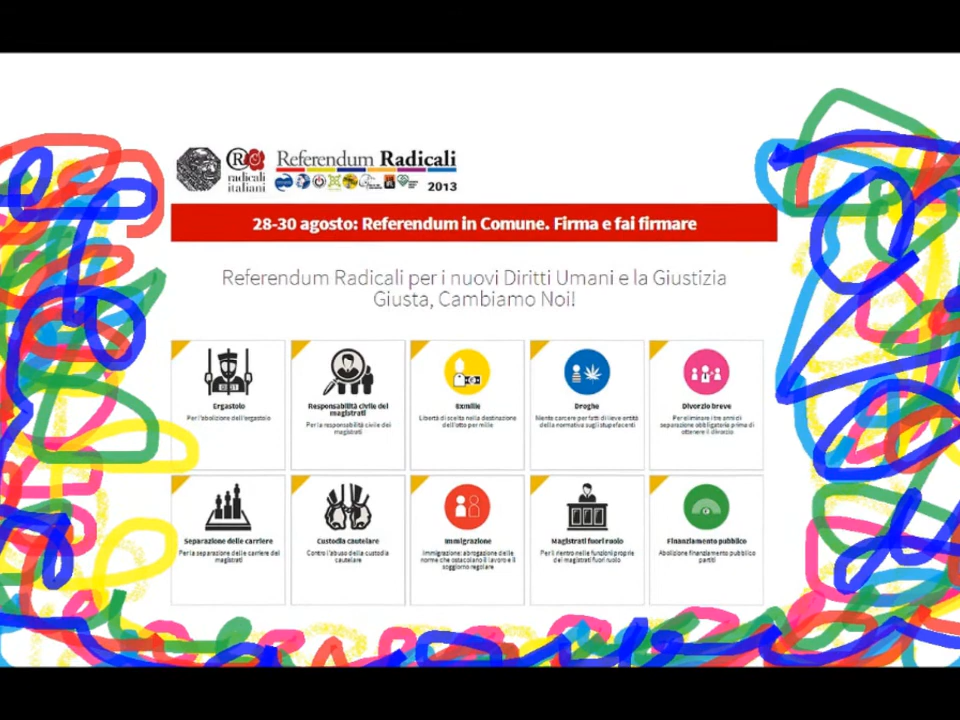 R
radicali
italiani
Referendum Radicali
2013
28-30 agosto: Referendum in Comune. Firma e fai firmare
Referendum Radicali per i nuovi Diritti Umani e la Giustizia
Giusta, Cambiamo Noi!
Ergastolo
Per l'abolizione dell'ergastolo
Responsabilità civile dei
magistrati
Per la responsabilità civile dei
magistrati
8xmille
Libertà di scelta nella destinazione
dell'otto per mille
Droghe
Niente carcere per fatti di lieve entità
della normativa sugli stupefacenti
Divorzio breve
Per eliminare i tre anni di
separazione obbligatoria prima di
ottenere il divorzio
Separazione delle carriere
Per la separazione delle carriere dei
magistrati
Custodia cautelare
Contro l'abuso della custodia
cautelare
Immigrazione
Immigrazione: abrogazione delle
norme che ostacolano il lavoro e il
soggiorno regolare
Magistrati fuori ruolo
Per il rientro nelle funzioni proprie
dei magistrati fuori ruolo
Finanziamento pubblico
Abolizione finanziamento pubblico
partiti